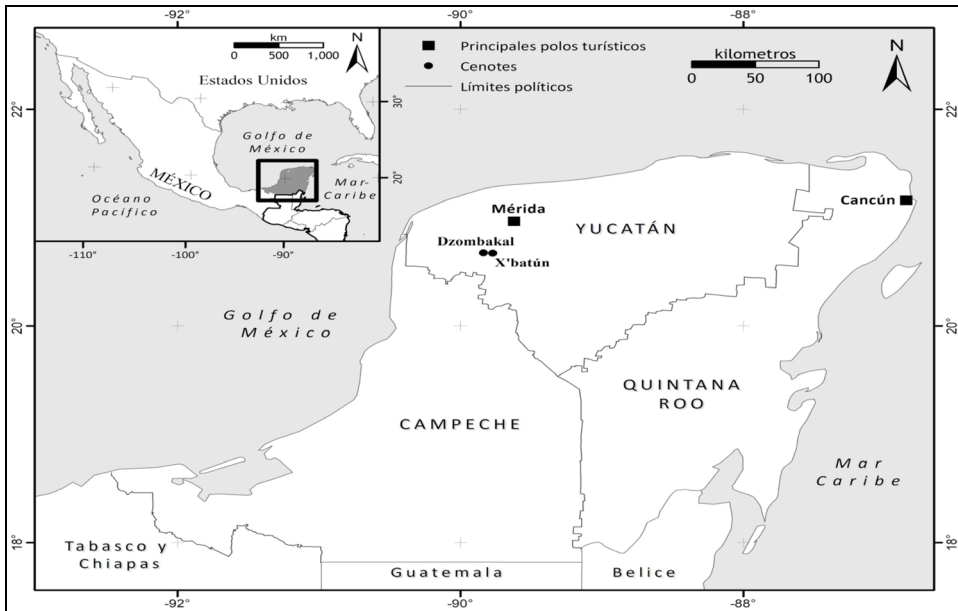 -92°
-90°
-88°
km
0 500 1,000
N
Estados Unidos
30°
Golfo de
México
20°
MÉXICO
Mar
Caribe
Océano
Pacífico
-110°
-100°
-90°
Principales polos turísticos
Cenotes
Límites políticos
kilometros
0 50 100
N
22°
22°
Cancún
Mérida
YUCATÁN
Dzombakal
X'batún
Golfo de
México
20°
20°
QUINTANA
ROO
CAMPECHE
Mar
Caribe
18°
18°
Tabasco y
Chiapas
Guatemala
Belice
-92°
-90°
-88°